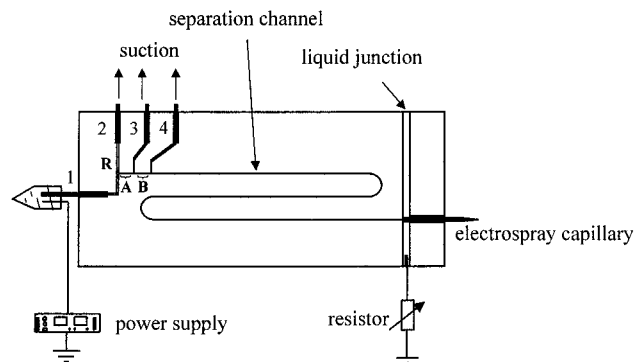 separation channel
suction
liquid junction
2 3 4
R
1
A B
electrospray capillary
power supply
resistor